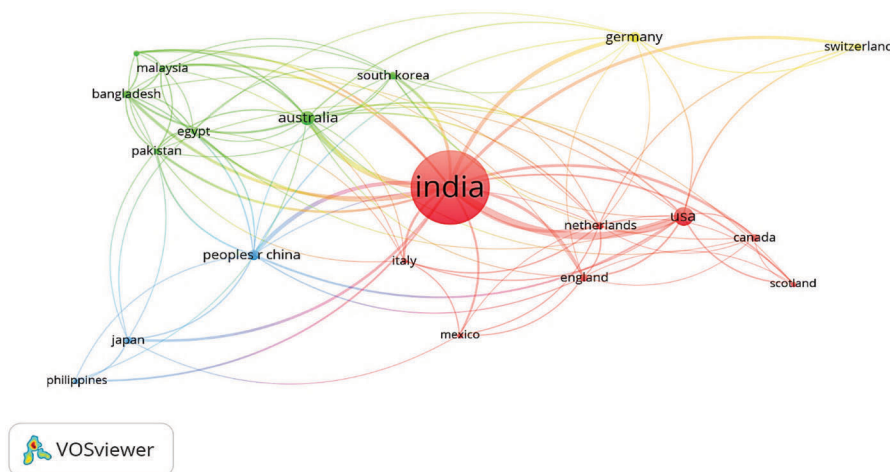 germany
switzerland
malaysia
south korea
bangladesh
australia
egypt
pakistan
india
usa
netherlands
canada
peoples r china
italy
england
scotland
mexico
japan
philippines
VOSviewer